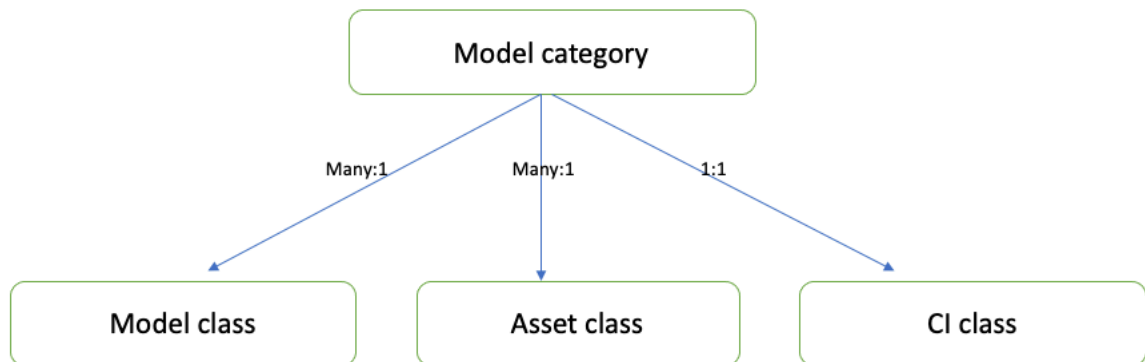 Model category
Many:1
Many:1
1:1
Model class
Asset class
CI class